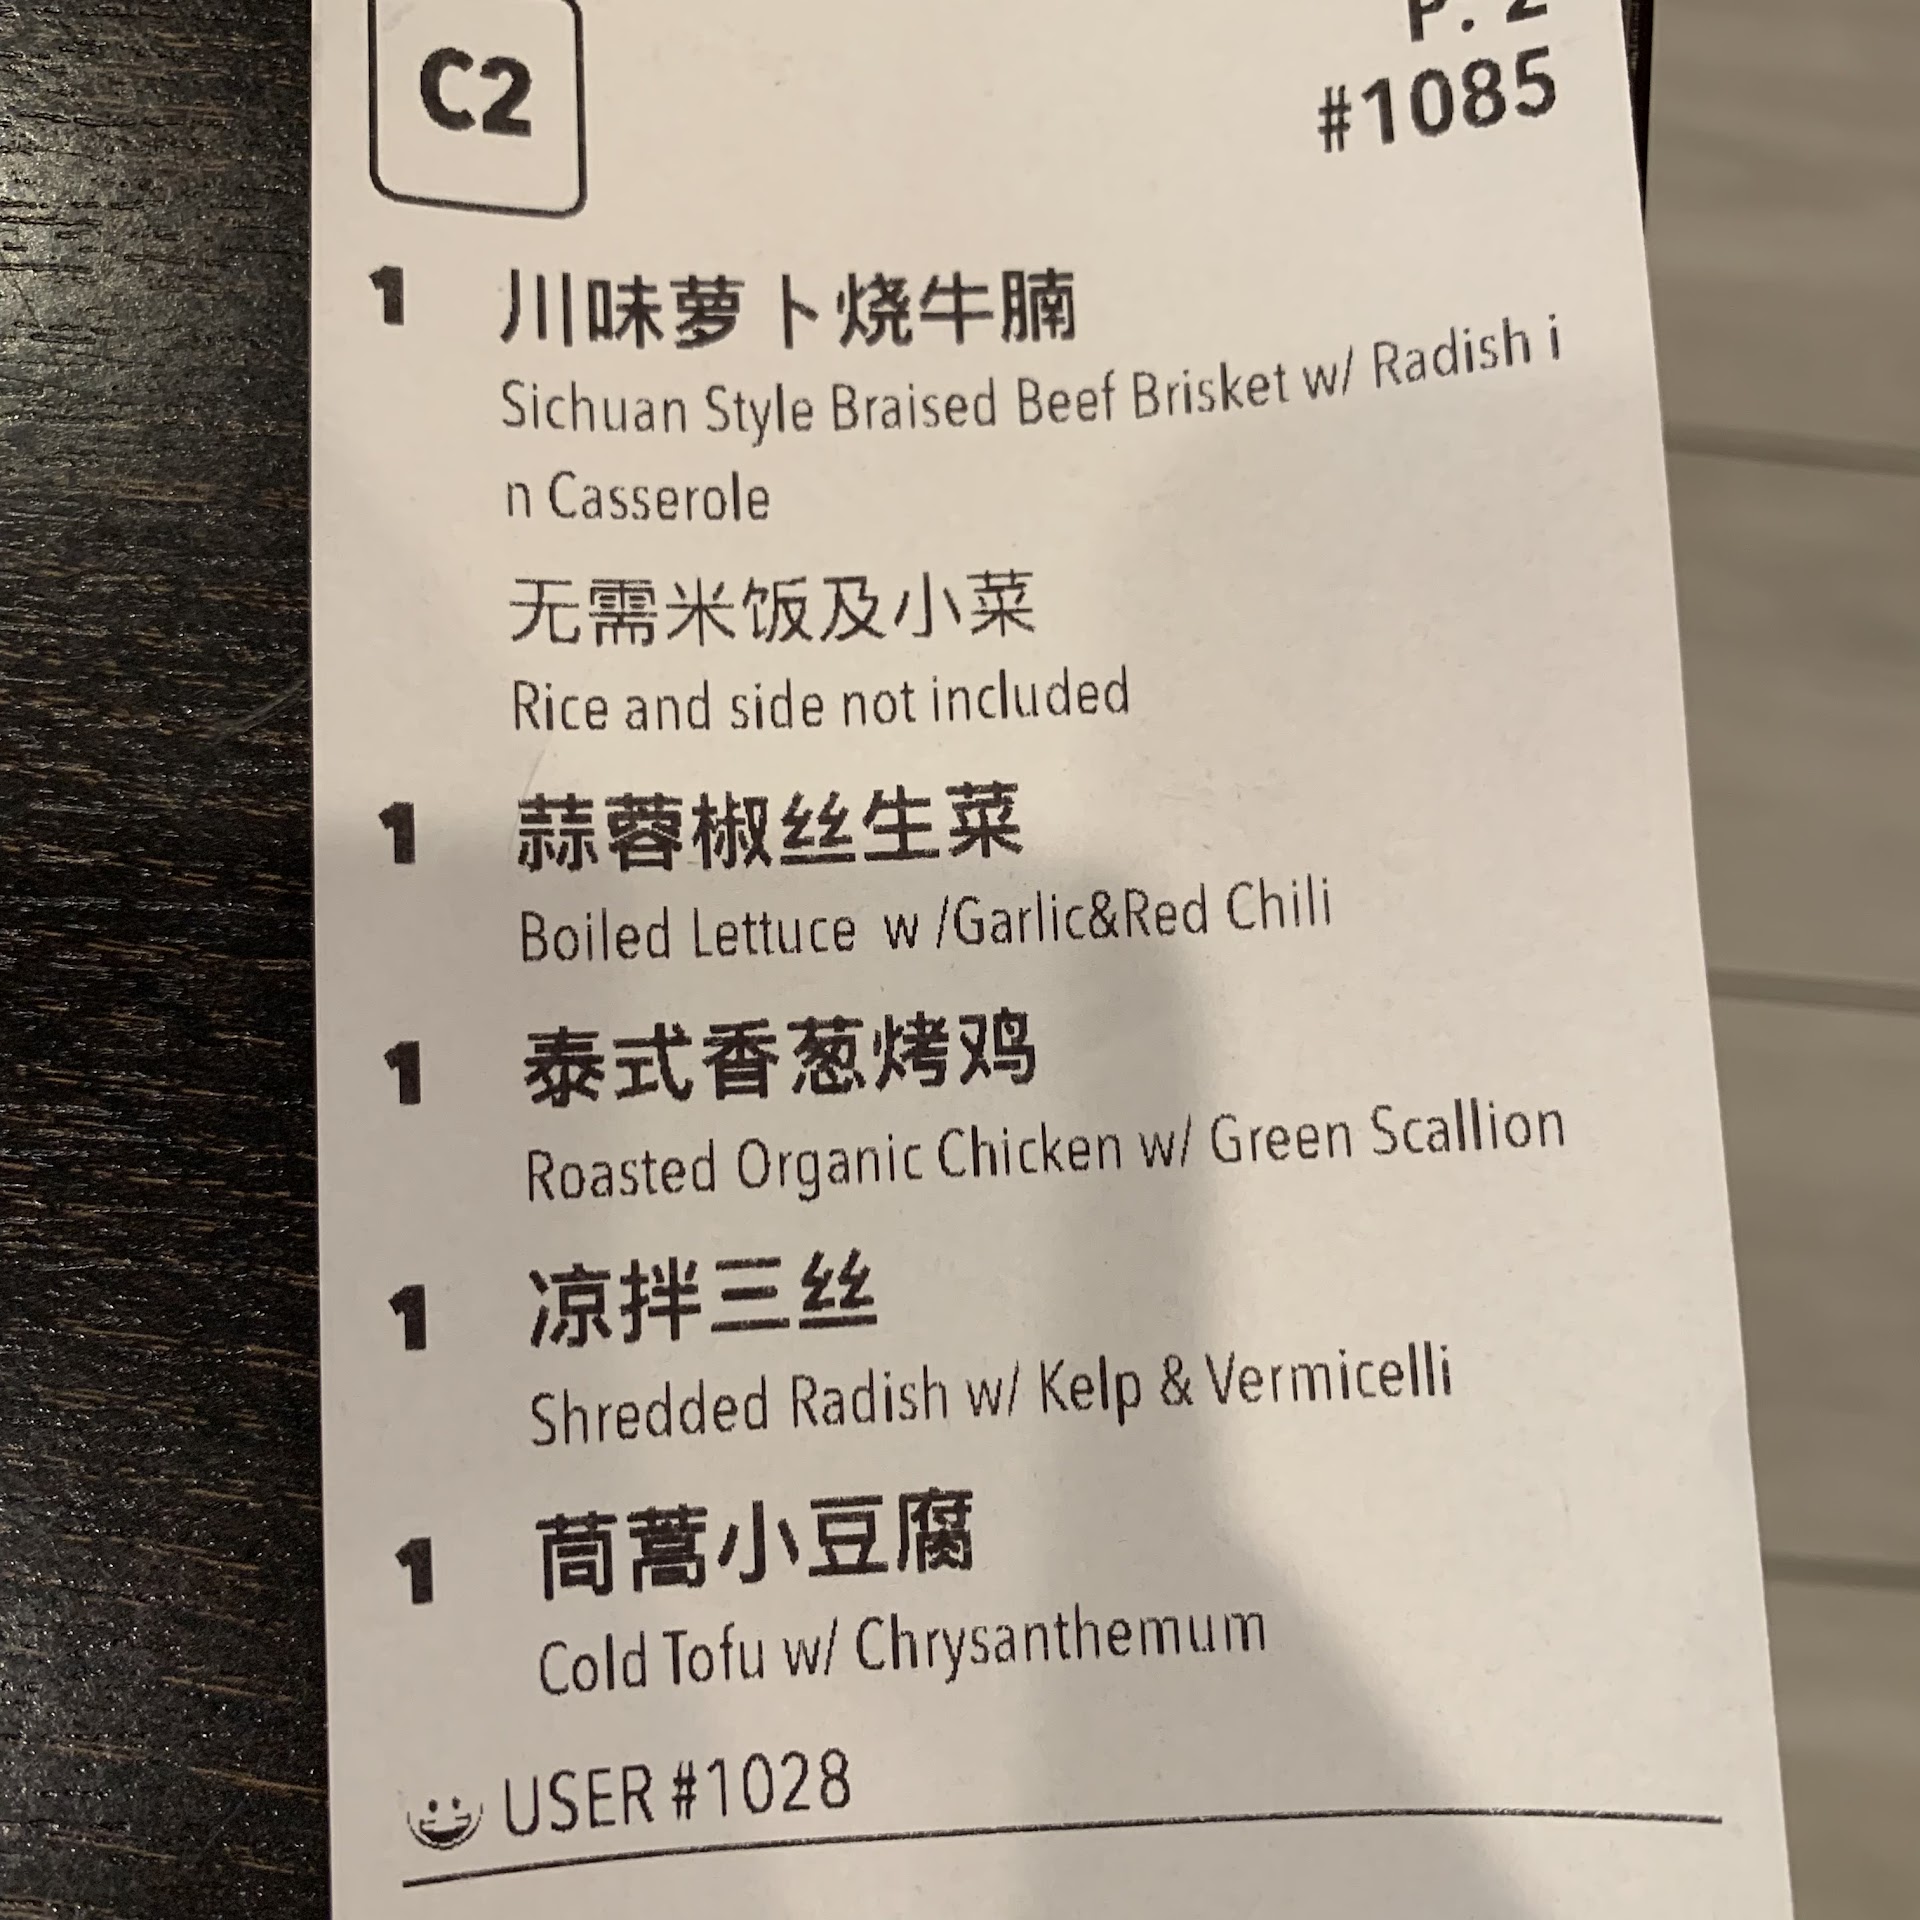 C2
P. 2
#1085
1 川味萝卜烧牛腩
Sichuan Style Braised Beef Brisket w/ Radish i
n Casserole
无需米饭及小菜
Rice and side not included
1 蒜蓉椒丝生菜
Boiled Lettuce w /Garlic&Red Chili
1 泰式香葱烤鸡
Roasted Organic Chicken w/ Green Scallion
1 凉拌三丝
Shredded Radish w/ Kelp & Vermicelli
1 茼蒿小豆腐
Cold Tofu w/ Chrysanthemum
USER #1028